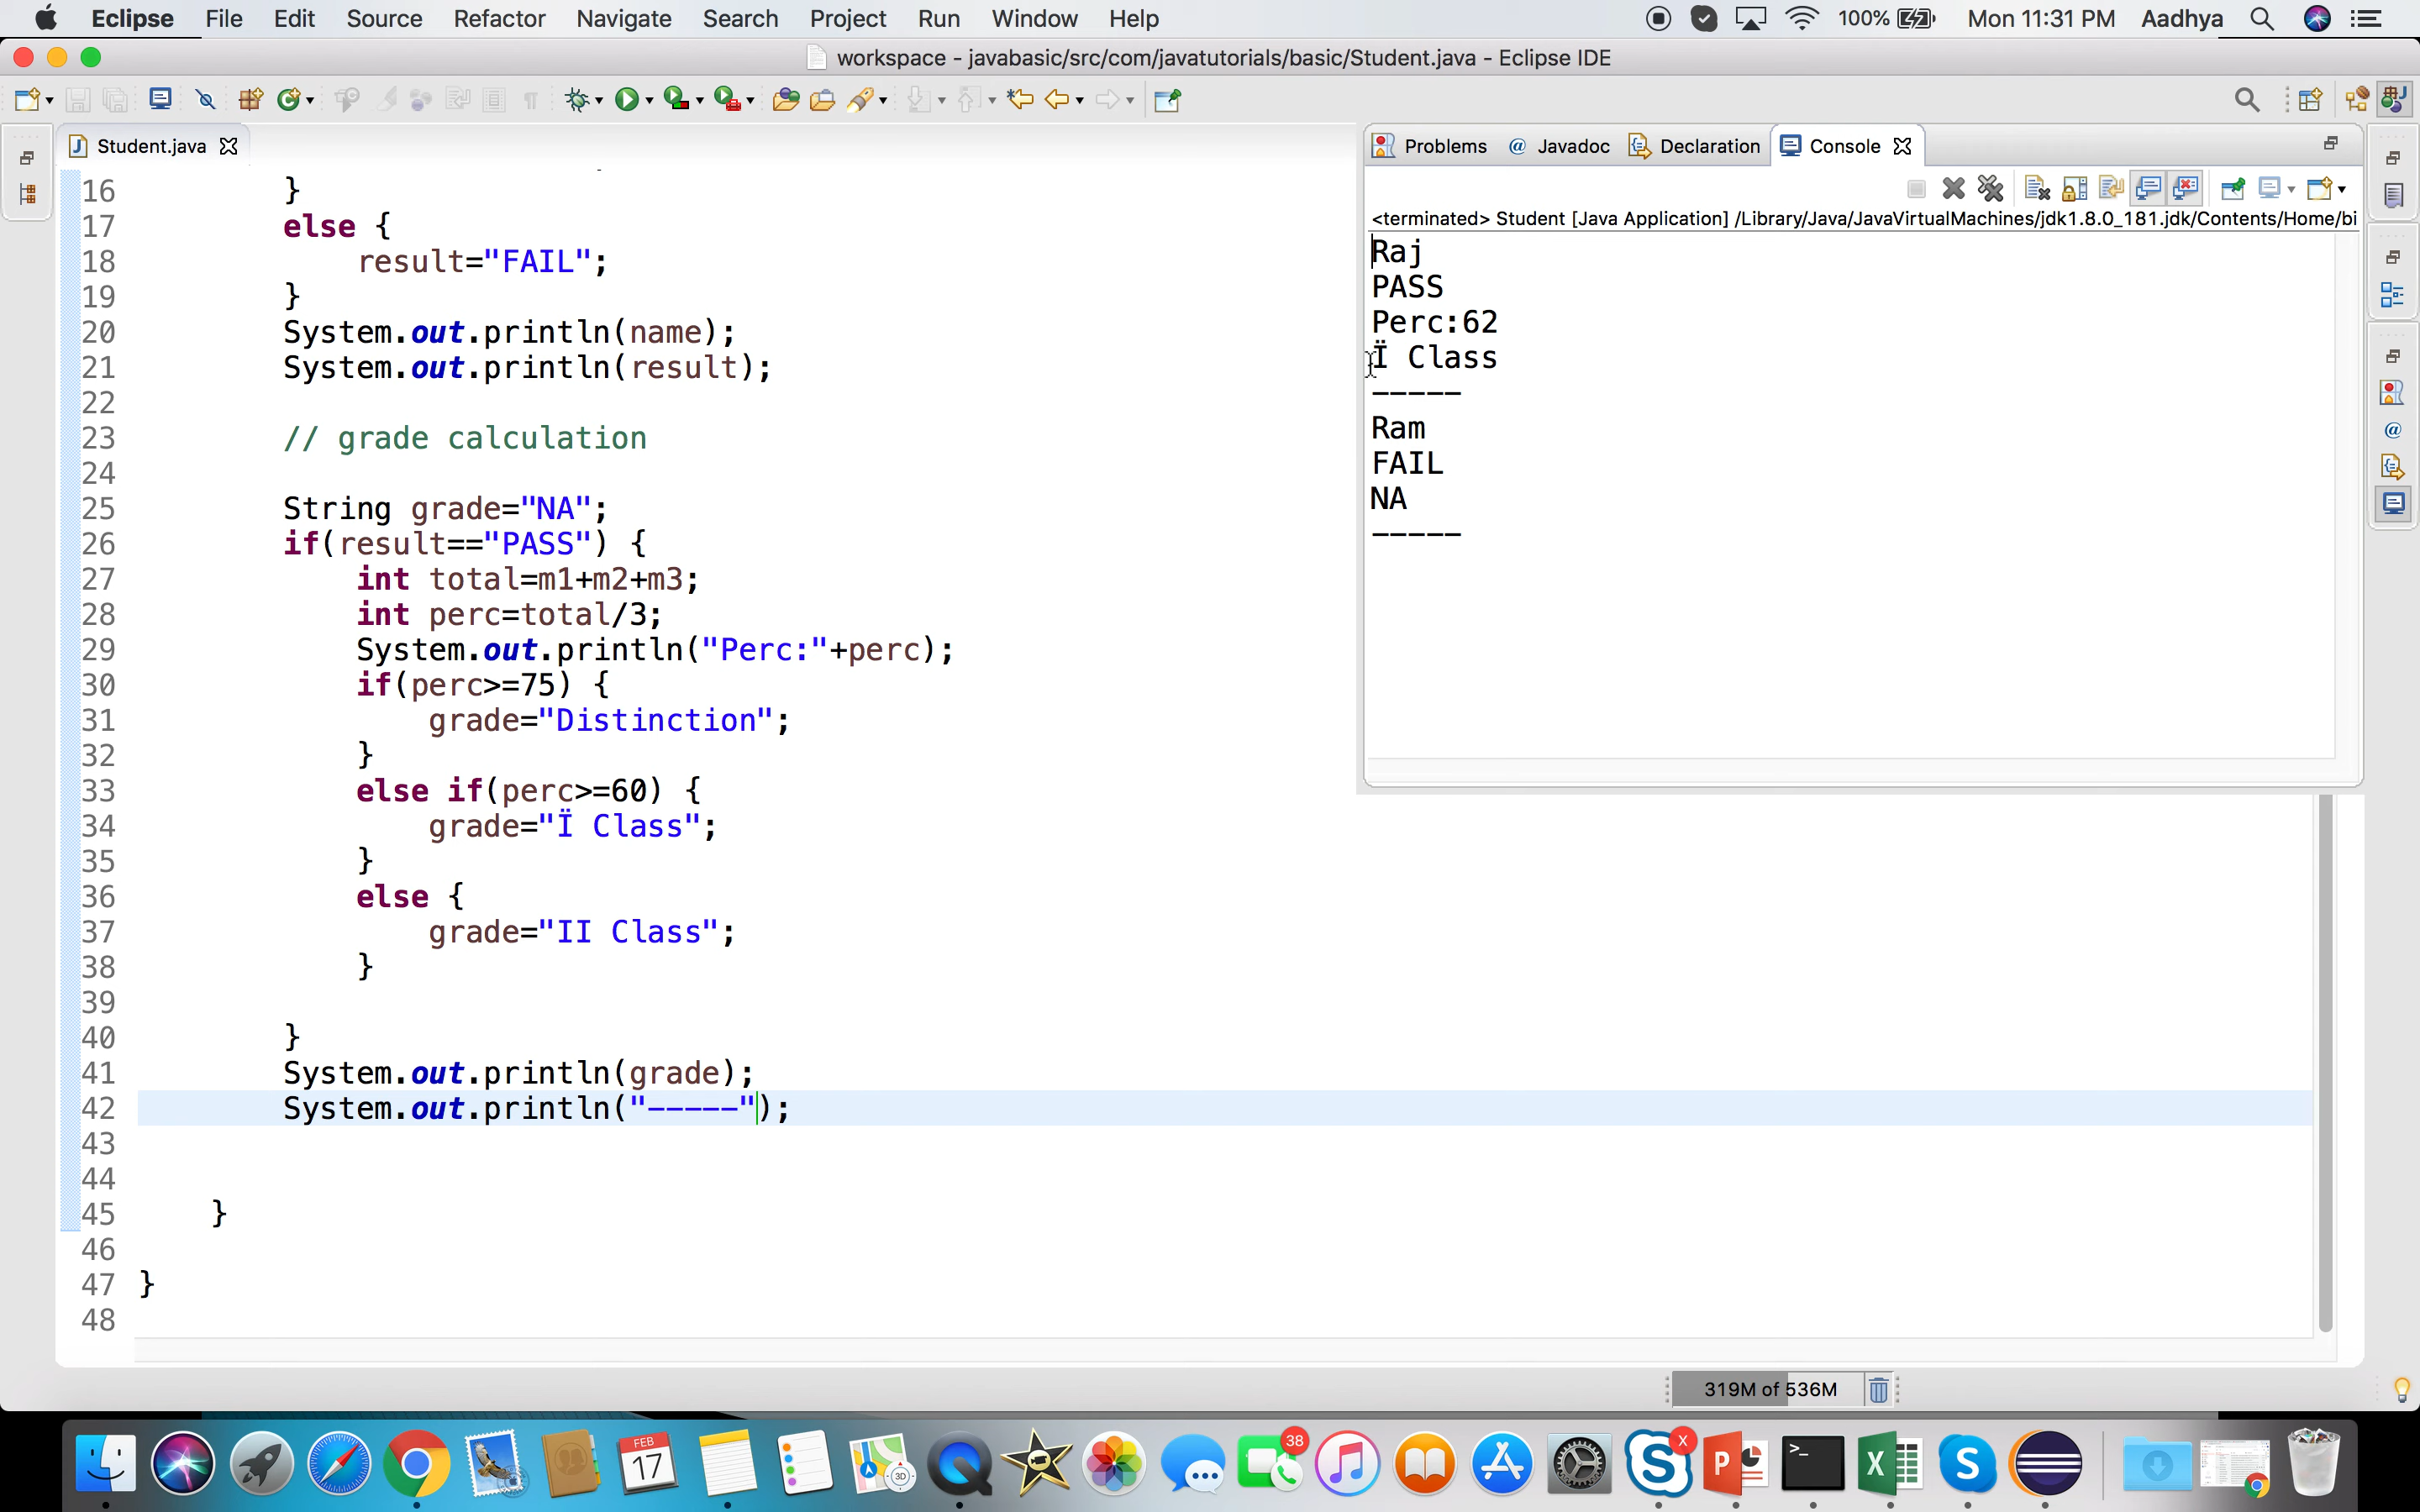 Eclipse File Edit Source Refactor Navigate Search Project Run Window Help 100% Mon 11:31 PM Aadhya
workspace - javabasic/src/com/javatutorials/basic/Student.java - Eclipse IDE
Student.java
16 }
17 else {
18 result="FAIL";
19 }
20 System.out.println(name);
21 System.out.println(result);
22
23 // grade calculation
24
25 String grade="NA";
26 if(result=="PASS") {
27 int total=m1+m2+m3;
28 int perc=total/3;
29 System.out.println("Perc:"+perc);
30 if(perc>=75) {
31 grade="Distinction";
32 }
33 else if(perc>=60) {
34 grade="Ï Class";
35 }
36 else {
37 grade="II Class";
38 }
39
40 }
41 System.out.println(grade);
42 System.out.println("-----");
43
44
45 }
46
47 }
48
Problems @ Javadoc Declaration Console
<terminated> Student [Java Application] /Library/Java/JavaVirtualMachines/jdk1.8.0_181.jdk/Contents/Home/bi
Raj
PASS
Perc:62
Ï Class
-----
Ram
FAIL
NA
-----
319M of 536M
FEB
17
3D
38
X